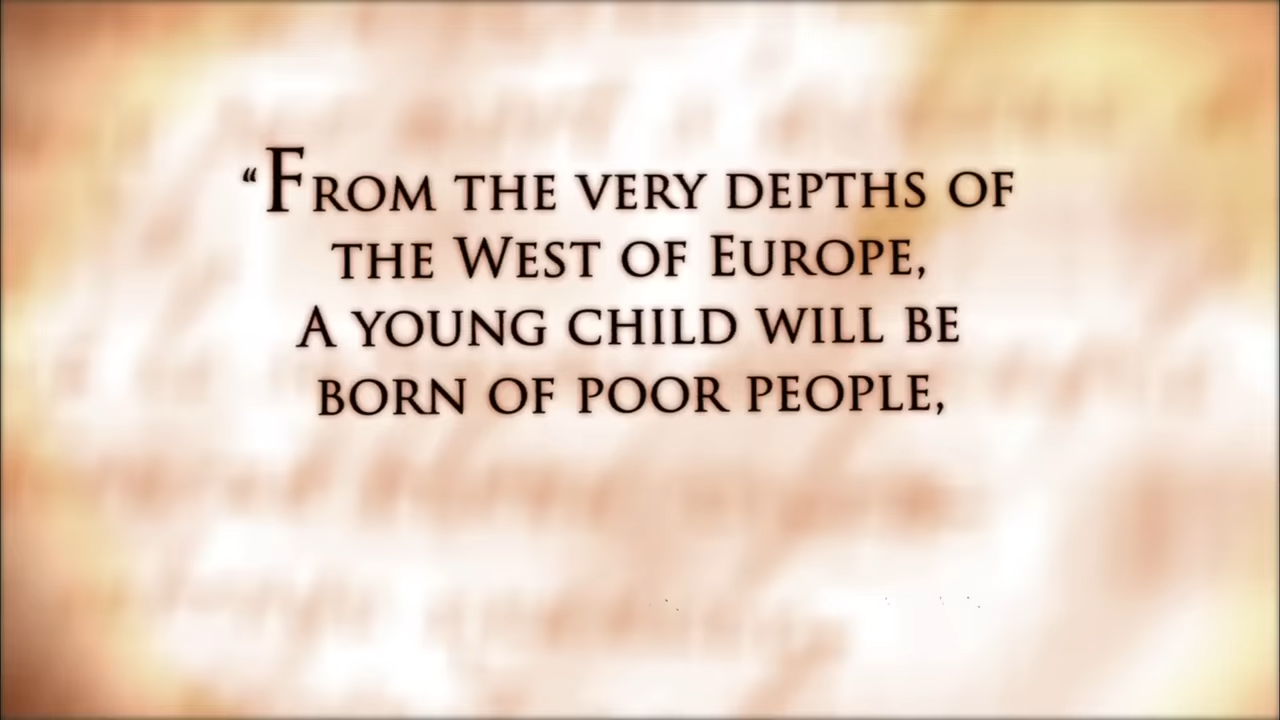 “From the very depths of
the West of Europe,
A young child will be
born of poor people,